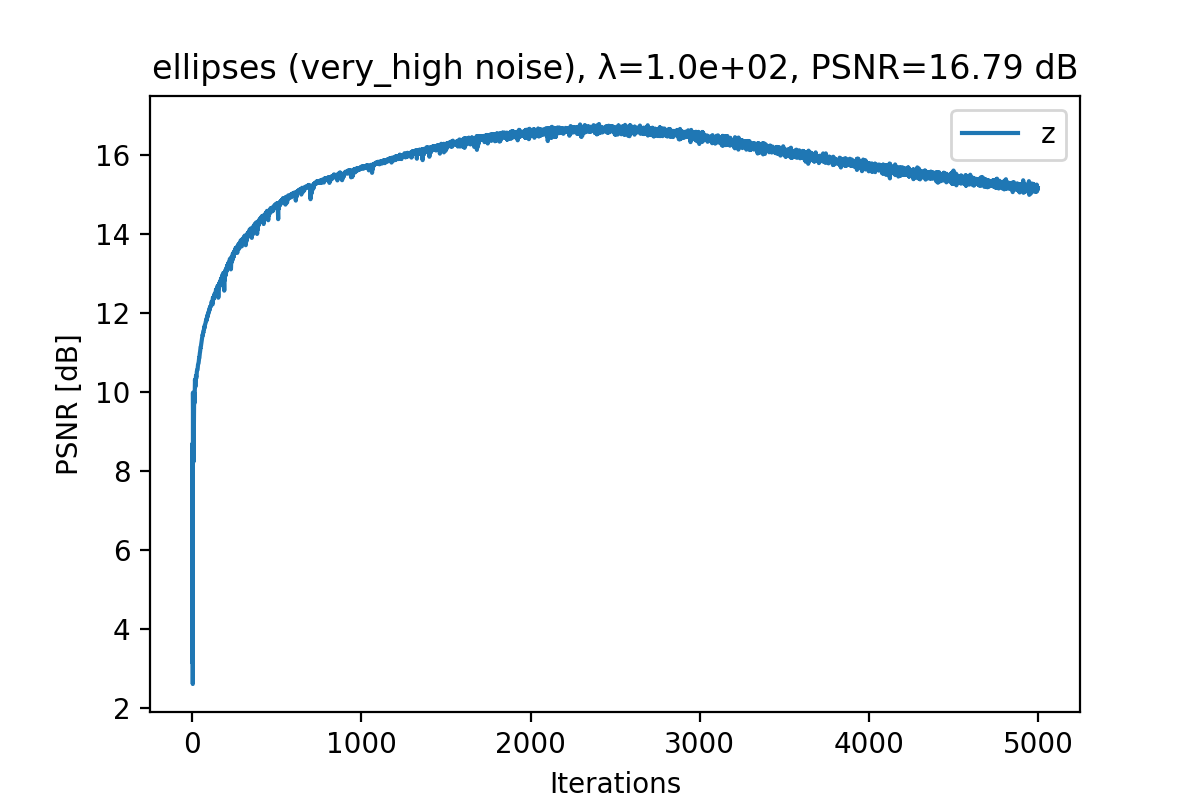 ellipses (very_high noise), λ=1.0e+02, PSNR=16.79 dB
z
PSNR [dB]
16
14
12
10
8
6
4
2
0 1000 2000 3000 4000 5000
Iterations